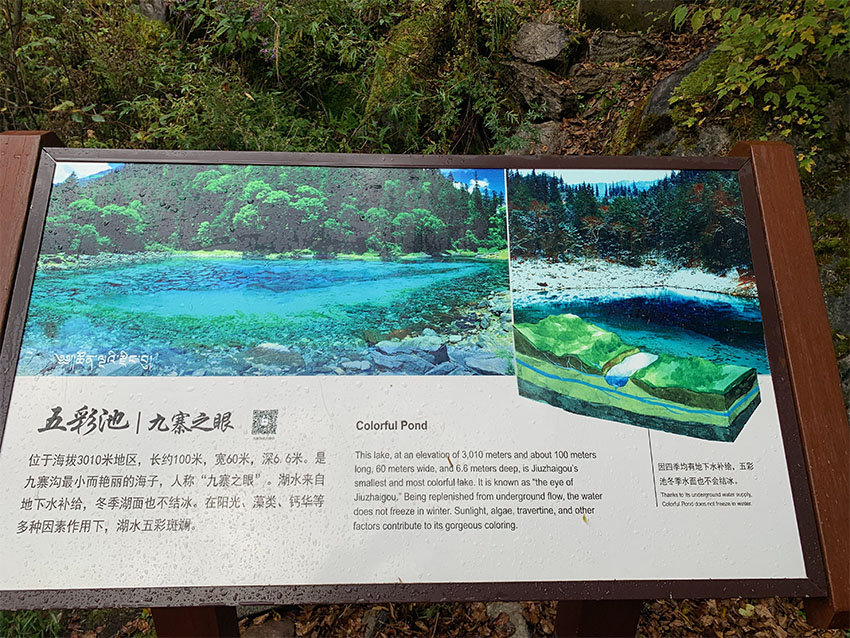 五彩池 | 九寨之眼
位于海拔3010米地区，长约100米，宽60米，深6.6米。是
九寨沟最小而艳丽的海子，人称“九寨之眼”。湖水来自
地下水补给，冬季湖面也不结冰。在阳光、藻类、钙华等
多种因素作用下，湖水五彩斑斓。
Colorful Pond
This lake, at an elevation of 3,010 meters and about 100 meters
long, 60 meters wide, and 6.6 meters deep, is Jiuzhaigou's
smallest and most colorful lake. It is known as "the eye of
Jiuzhaigou." Being replenished from underground flow, the water
does not freeze in winter. Sunlight, algae, travertine, and other
factors contribute to its gorgeous coloring.
因四季均有地下水补给，五彩
池冬季水面也不会结冰。
Thanks to its underground water supply,
Colorful Pond does not freeze in winter.